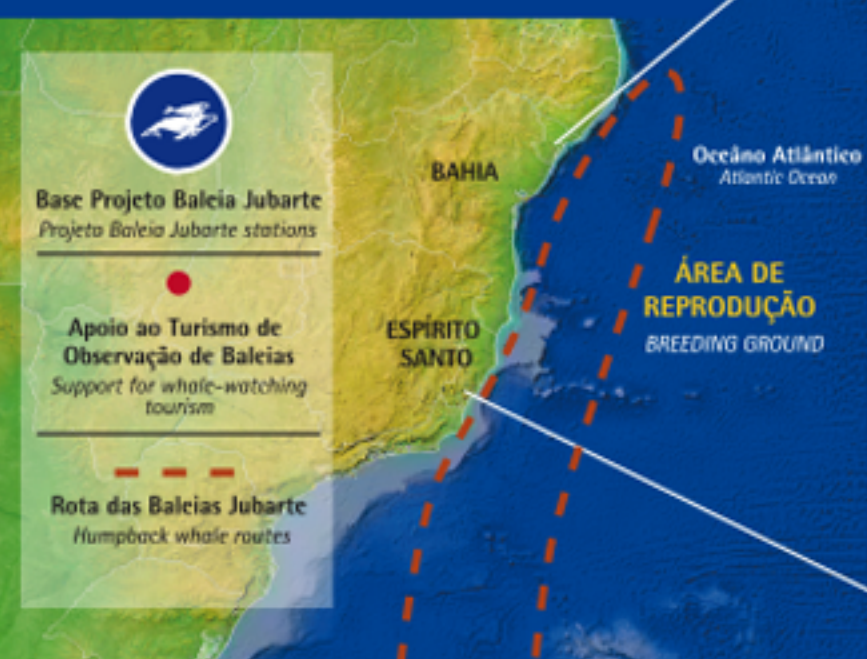 Base Projeto Baleia Jubarte
Projeto Baleia Jubarte stations
Apoio ao Turismo de
Observação de Baleias
Support for whale-watching
tourism
Rota das Baleias Jubarte
Humpback whale routes
BAHIA
ESPÍRITO
SANTO
Oceâno Atlântico
Atlantic Ocean
ÁREA DE
REPRODUÇÃO
BREEDING GROUND